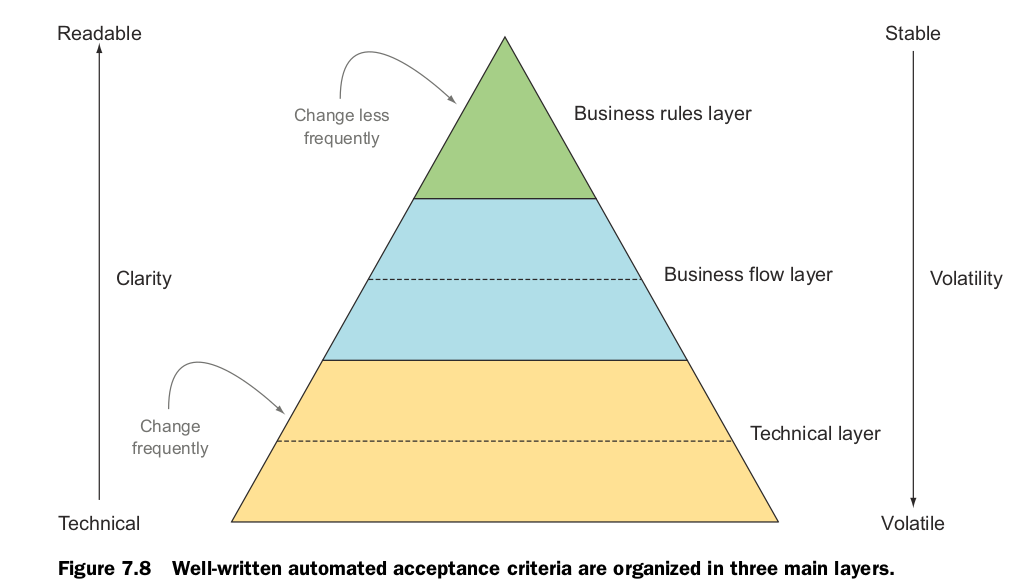 Readable
Stable
Change less
frequently
Business rules layer
Clarity
Business flow layer
Volatility
Change
frequently
Technical layer
Technical
Volatile
Figure 7.8 Well-written automated acceptance criteria are organized in three main layers.